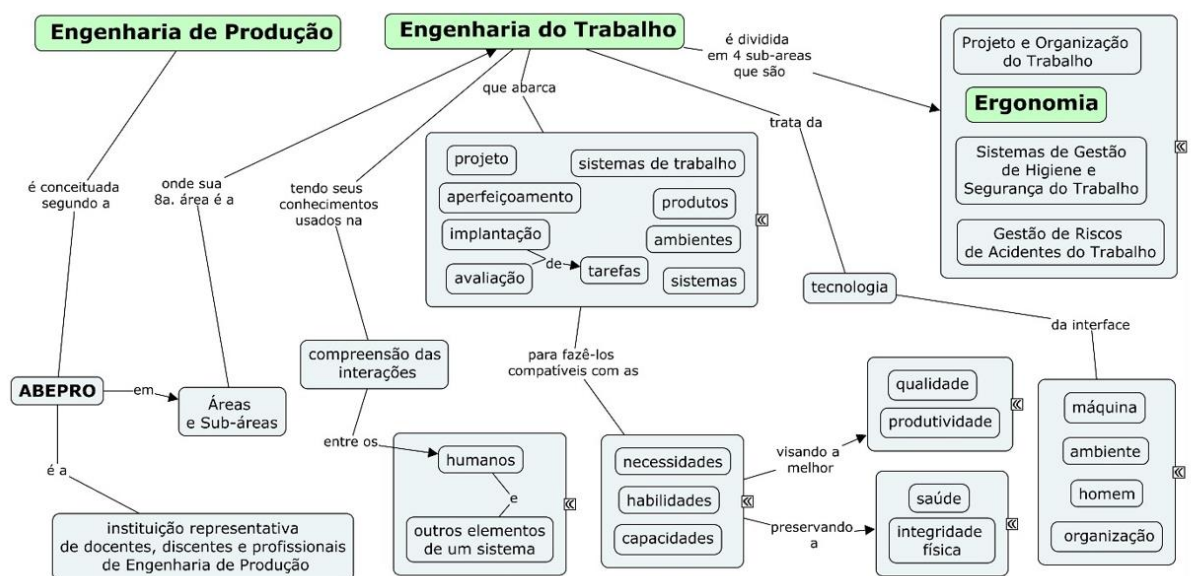 Engenharia de Produção
é conceituada
segundo a
ABEPRO
em
Áreas
e Sub-áreas
é a
instituição representativa
de docentes, discentes e profissionais
de Engenharia de Produção
onde sua
8a. área é a
Engenharia do Trabalho
tendo seus
conhecimentos
usados na
compreensão das
interações
entre os
humanos
e
outros elementos
de um sistema
que abarca
projeto
aperfeiçoamento
implantação
avaliação
de
tarefas
sistemas de trabalho
produtos
ambientes
sistemas
para fazê-los
compatíveis com as
necessidades
habilidades
capacidades
visando a
melhor
qualidade
produtividade
preservando
a
saúde
integridade
física
trata da
tecnologia
da interface
máquina
ambiente
homem
organização
é dividida
em 4 sub-areas
que são
Projeto e Organização
do Trabalho
Ergonomia
Sistemas de Gestão
de Higiene e
Segurança do Trabalho
Gestão de Riscos
de Acidentes do Trabalho